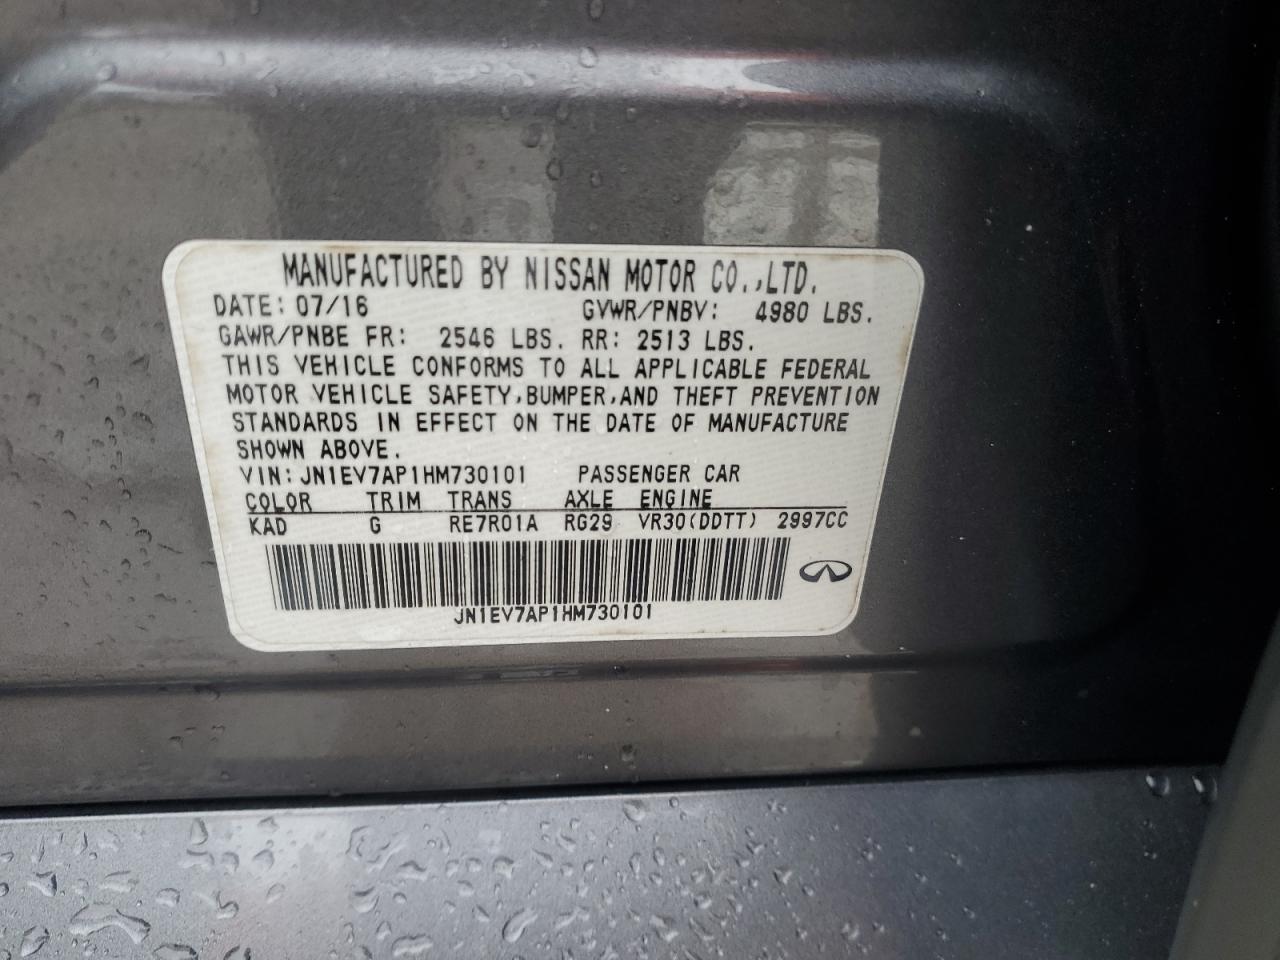 MANUFACTURED BY NISSAN MOTOR CO.,LTD.
DATE: 07/16 GVWR/PNBV: 4980 LBS.
GAWR/PNBE FR: 2546 LBS. RR: 2513 LBS.
THIS VEHICLE CONFORMS TO ALL APPLICABLE FEDERAL
MOTOR VEHICLE SAFETY,BUMPER,AND THEFT PREVENTION
STANDARDS IN EFFECT ON THE DATE OF MANUFACTURE
SHOWN ABOVE.
VIN:JN1EV7AP1HM730101 PASSENGER CAR
COLOR TRIM TRANS AXLE ENGINE
KAD G RE7R01A RG29 VR30(DDTT) 2997CC
JN1EV7AP1HM730101